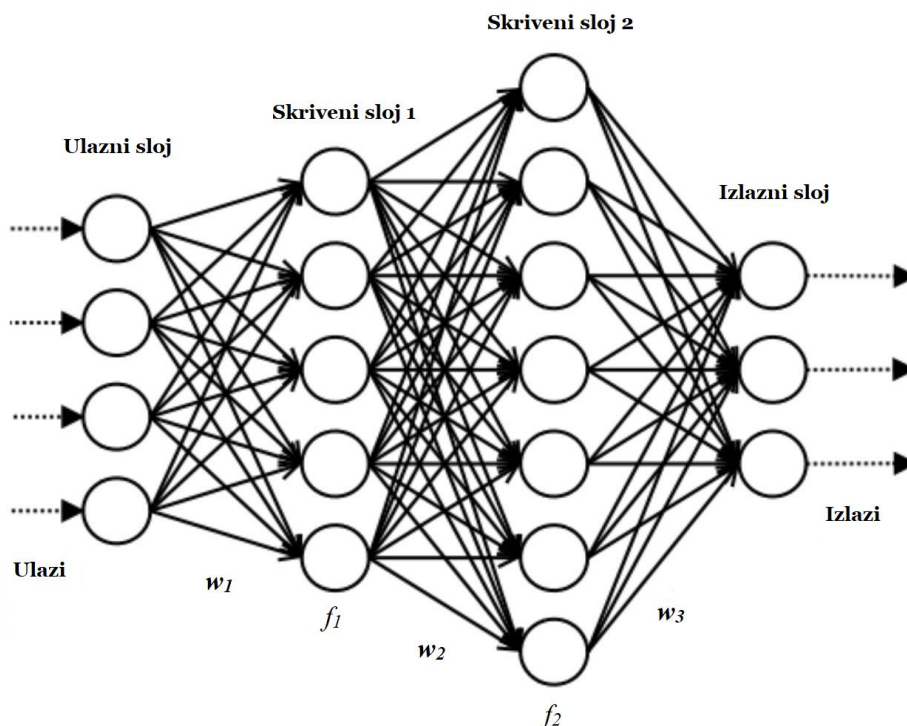 Skriveni sloj 2
Skriveni sloj 1
Ulazni sloj
Izlazni sloj
Izlazi
Ulazi
w1
w3
f1
w2
f2